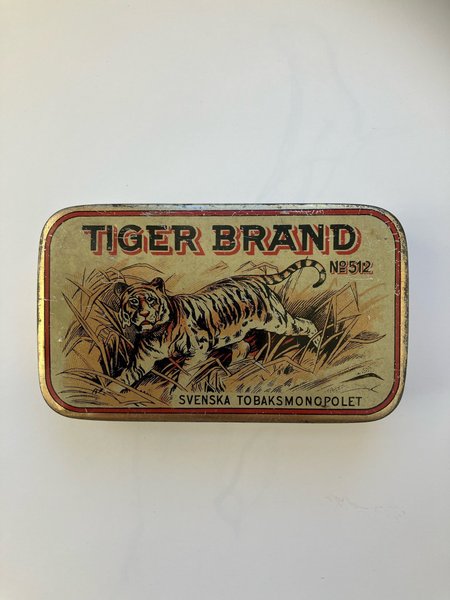 TIGER BRAND
Nº 512
SVENSKA TOBAKSMONOPOLET